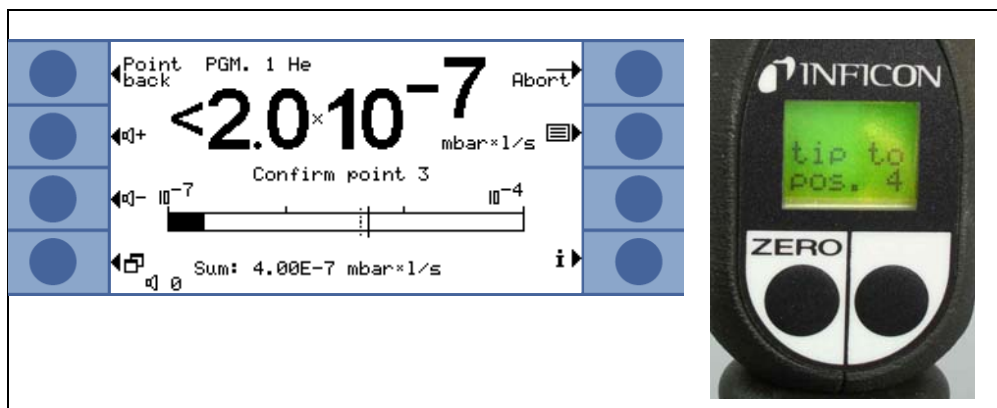 Point back
PGM. 1 He
Abort
<2.0×10⁻⁷
mbar*l/s
Confirm point 3
10⁻⁷
10⁻⁴
Sum: 4.00E-7 mbar*l/s
i
0
INFICON
tip to
pos. 4
ZERO